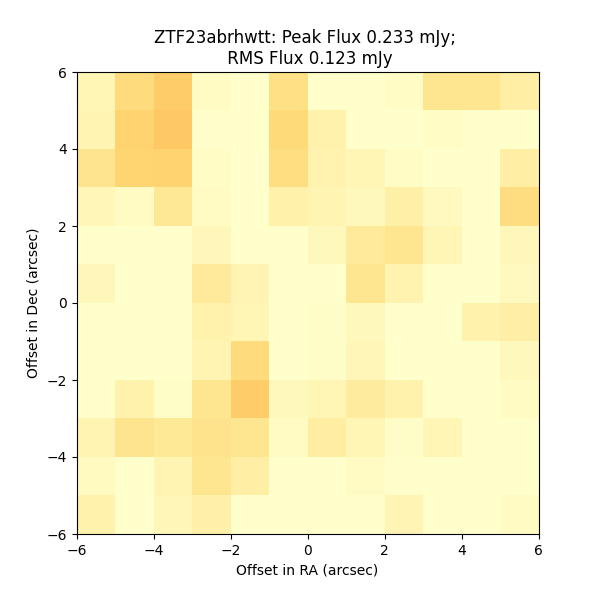 ZTF23abrhwtt: Peak Flux 0.233 mJy;
RMS Flux 0.123 mJy
6
4
2
0
−2
−4
−6
Offset in Dec (arcsec)
−6 −4 −2 0 2 4 6
Offset in RA (arcsec)